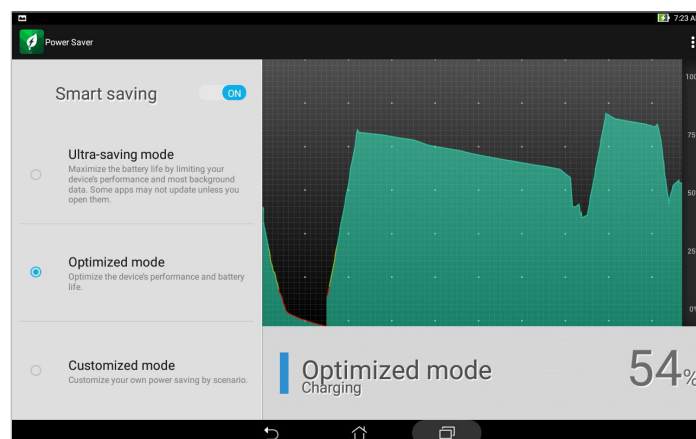 7:23 A
Power Saver
Smart saving
ON
Ultra-saving mode
Maximize the battery life by limiting your
device's performance and most background
data. Some apps may not update unless you
open them.
Optimized mode
Optimize the device's performance and battery
life.
Customized mode
Customize your own power saving by scenario.
100
75
50
25
0%
Optimized mode
Charging
54%